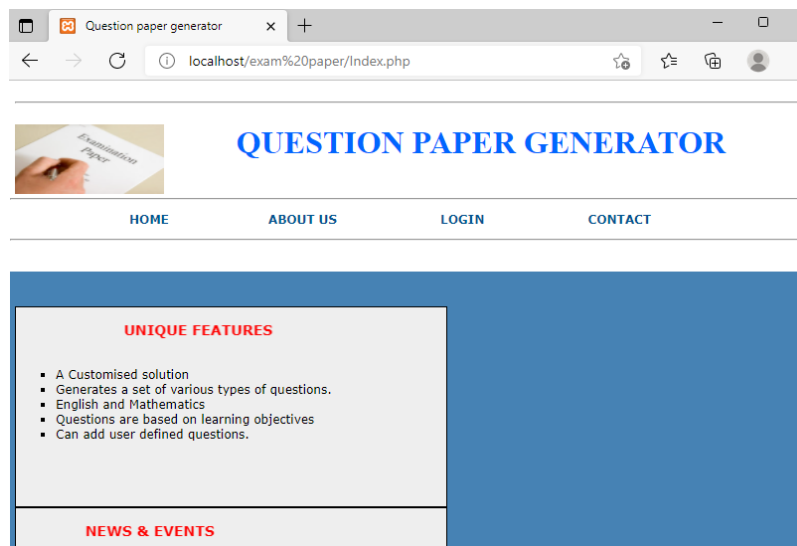 Question paper generator
localhost/exam%20paper/Index.php
Examination
Paper
QUESTION PAPER GENERATOR
HOME ABOUT US LOGIN CONTACT
UNIQUE FEATURES
A Customised solution
Generates a set of various types of questions.
English and Mathematics
Questions are based on learning objectives
Can add user defined questions.
NEWS & EVENTS